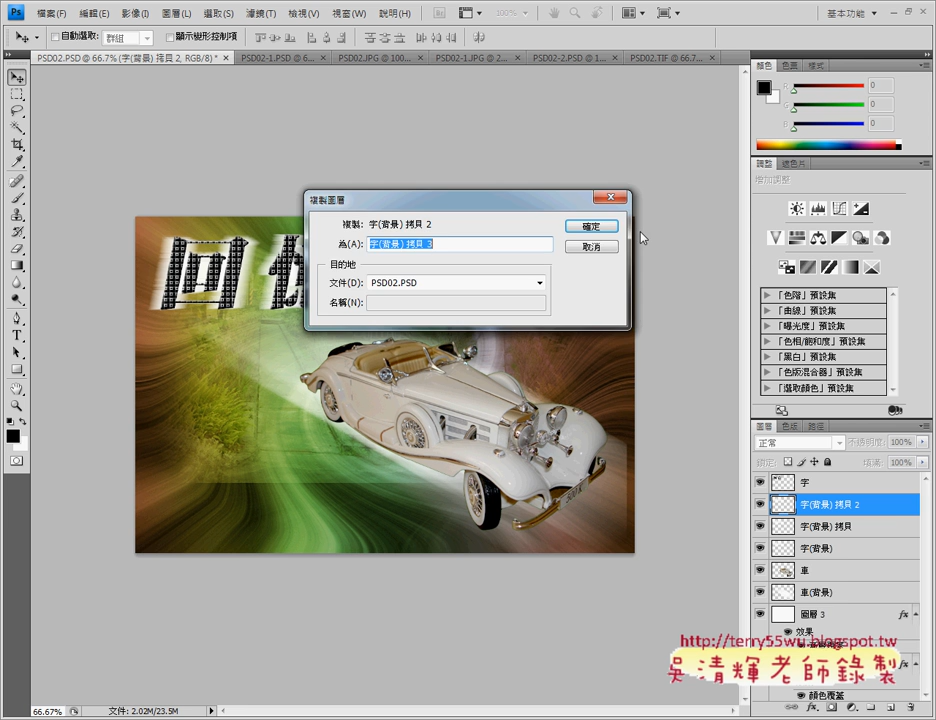 檔案(F) 編輯(E) 影像(I) 圖層(L) 選取(S) 濾鏡(T) 檢視(V) 視窗(W) 說明(H) 100% 基本功能
自動選取: 群組 顯示變形控制項
PSD02.PSD @ 66.7% (字(背景) 拷貝 2, RGB/8) * PSD02-1.PSD @ 6... PSD02.JPG @ 100... PSD02-1.JPG @ 2... PSD02-2.PSD @ 1... PSD02.TIF @ 66.7...
顏色 色票 樣式
R 0
G 0
B 0
調整 遮色片
增加調整
「色階」預設集
「曲線」預設集
「曝光度」預設集
「色相/飽和度」預設集
「黑白」預設集
「色版混合器」預設集
「選取顏色」預設集
複製圖層
複製: 字(背景) 拷貝 2
為(A): 字(背景) 拷貝 3
確定
取消
目的地
文件(D): PSD02.PSD
名稱(N):
回
圖層 色版 路徑
正常 不透明度: 100%
鎖定: 填滿: 100%
字
字(背景) 拷貝 2
字(背景) 拷貝
字(背景)
車
車(背景)
圖層 3 fx
效果
fx
顏色覆蓋
http://terry55wu.blogspot.tw
吳清輝老師錄製
66.67% 文件: 2.02M/23.5M